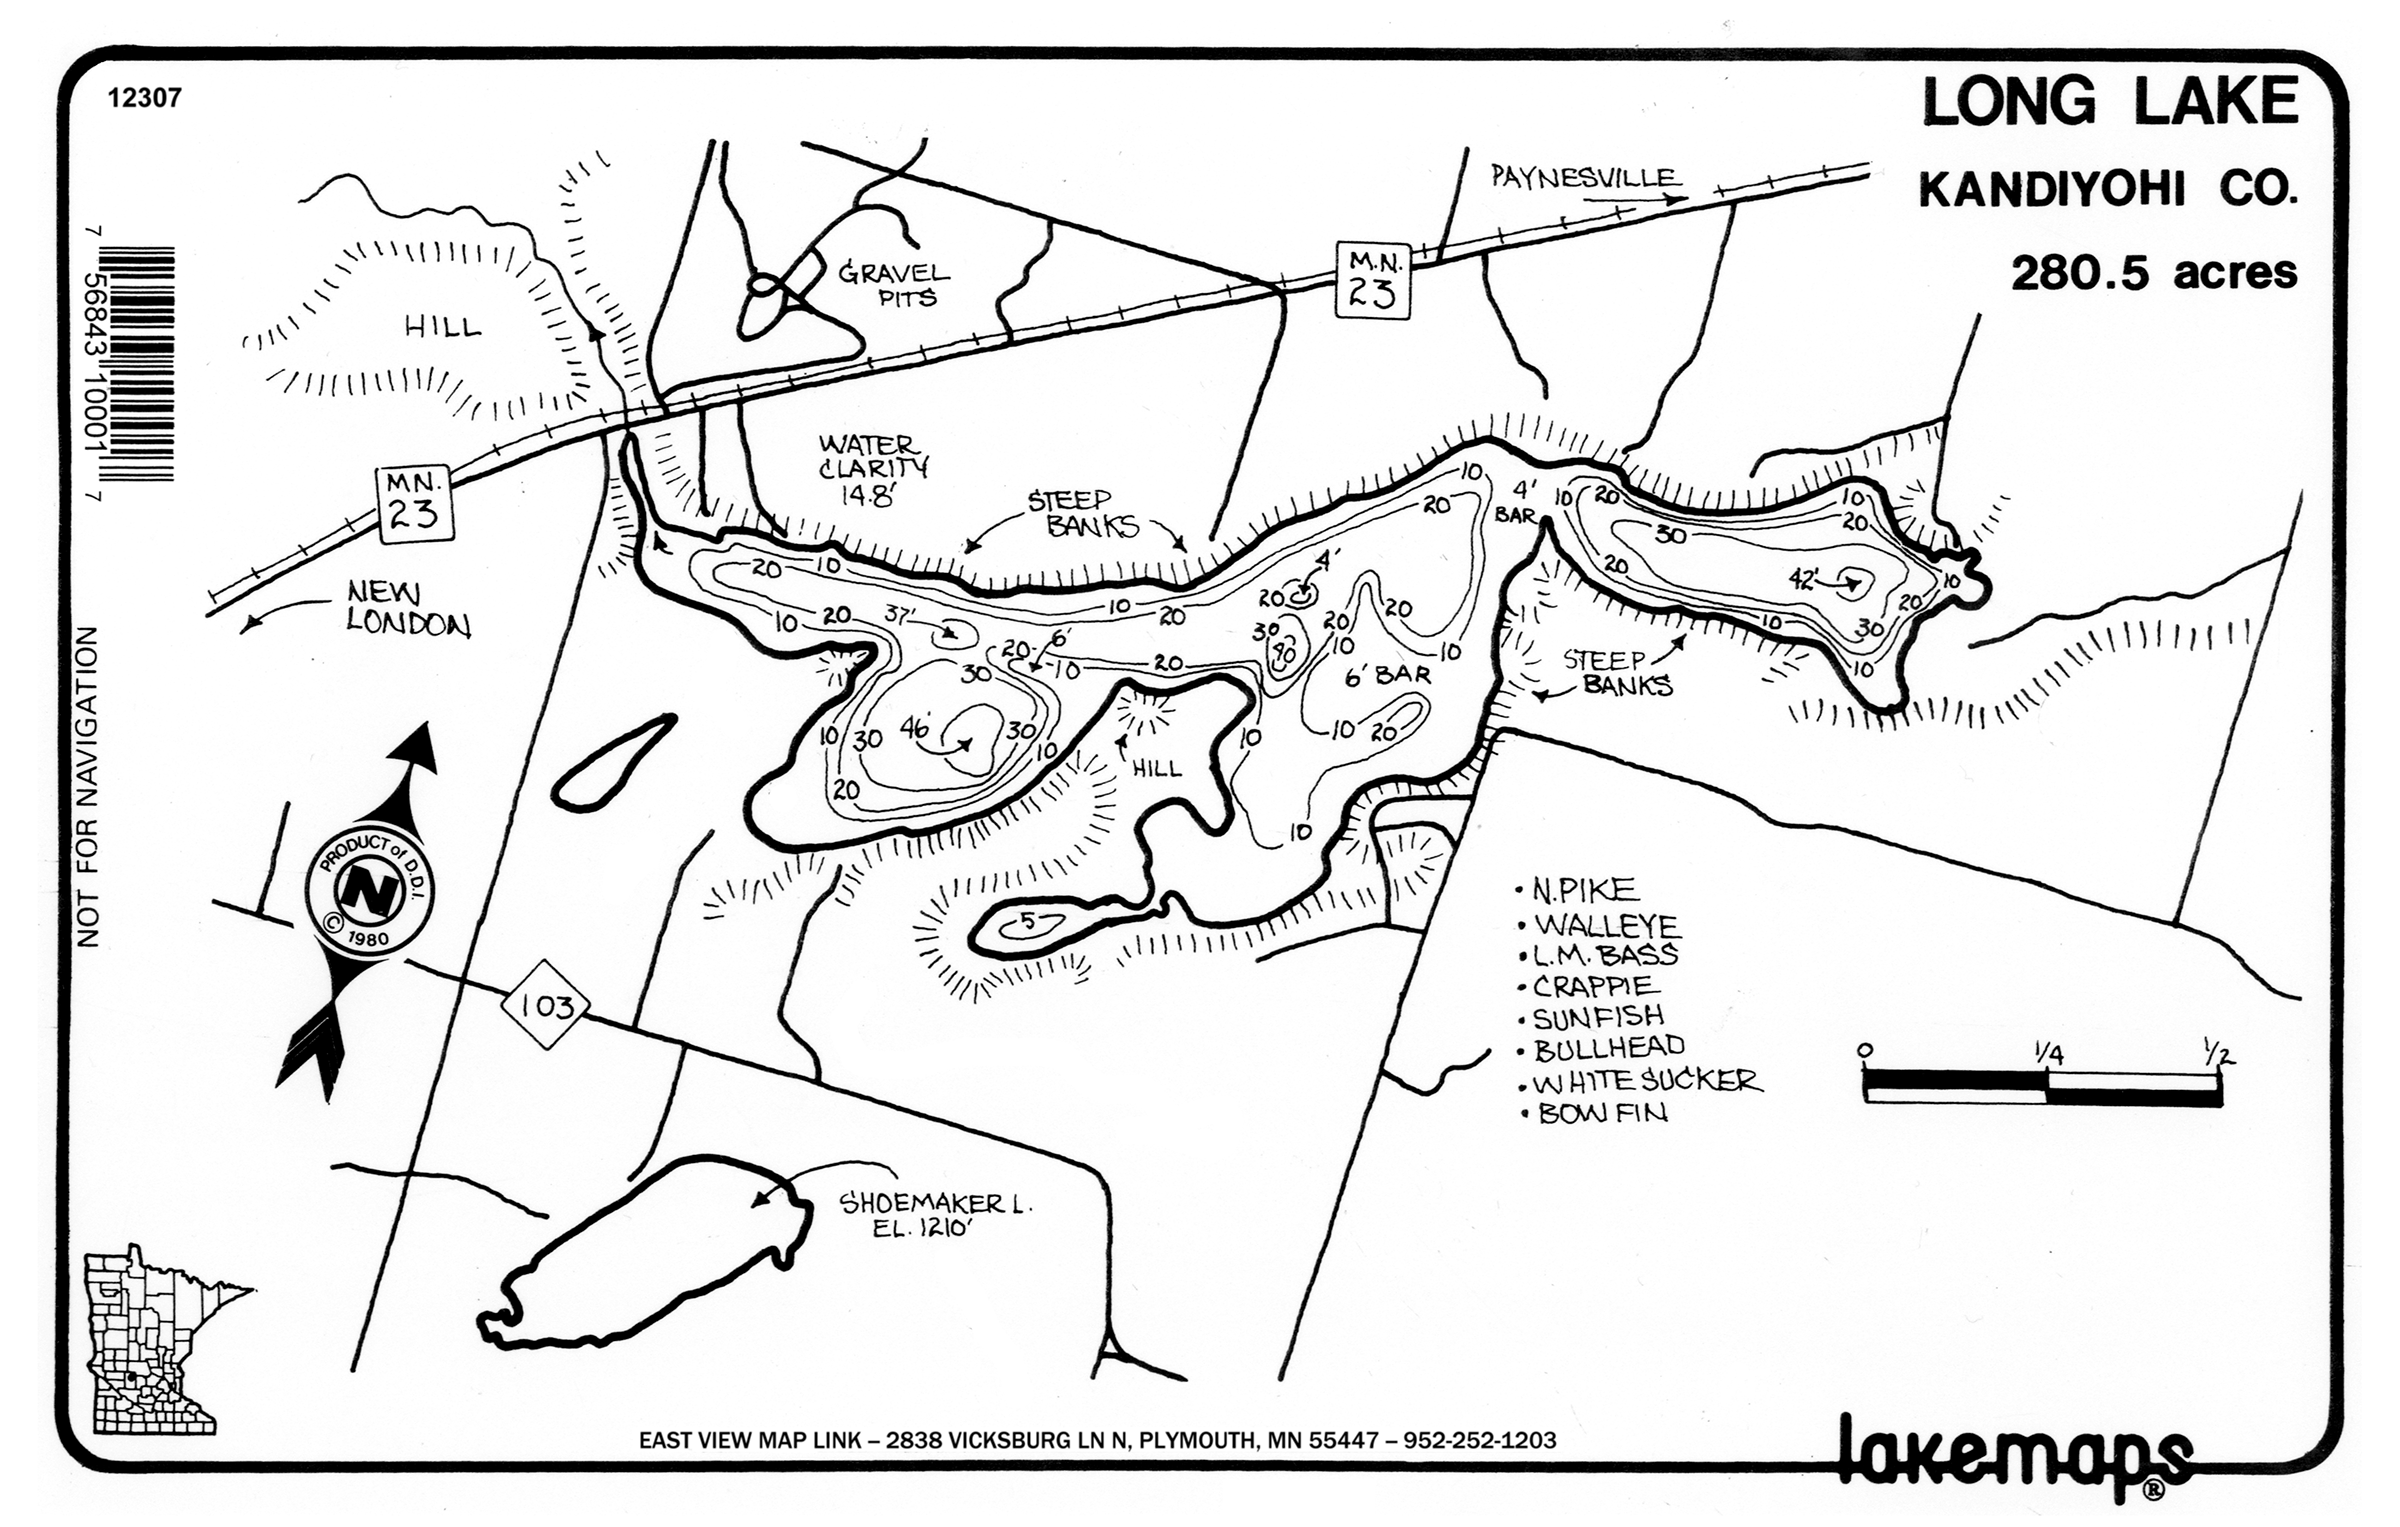 12307
LONG LAKE
KANDIYOHI CO.
280.5 acres
PAYNESVILLE
M.N.
23
GRAVEL
PITS
HILL
7 56843 10001 7
WATER
CLARITY
14.8'
STEEP
BANKS
MN.
23
NEW
LONDON
10
20
4'
BAR
10
20
10
20
30
42'
20
10
20
30
10
10
20
10
10
20
10
20
37'
20
6'
10
20
30
4'
20
30
40
20
10
20
10
6' BAR
10
20
10
10
46'
10
30
30
10
20
HILL
5
STEEP
BANKS
NOT FOR NAVIGATION
PRODUCT of D.D.I.
N
© 1980
103
• N.PIKE
• WALLEYE
• L.M. BASS
• CRAPPIE
• SUNFISH
• BULLHEAD
• WHITE SUCKER
• BOWFIN
0 1/4 1/2
SHOEMAKER L.
EL. 1210'
EAST VIEW MAP LINK – 2838 VICKSBURG LN N, PLYMOUTH, MN 55447 – 952-252-1203
lakemaps®